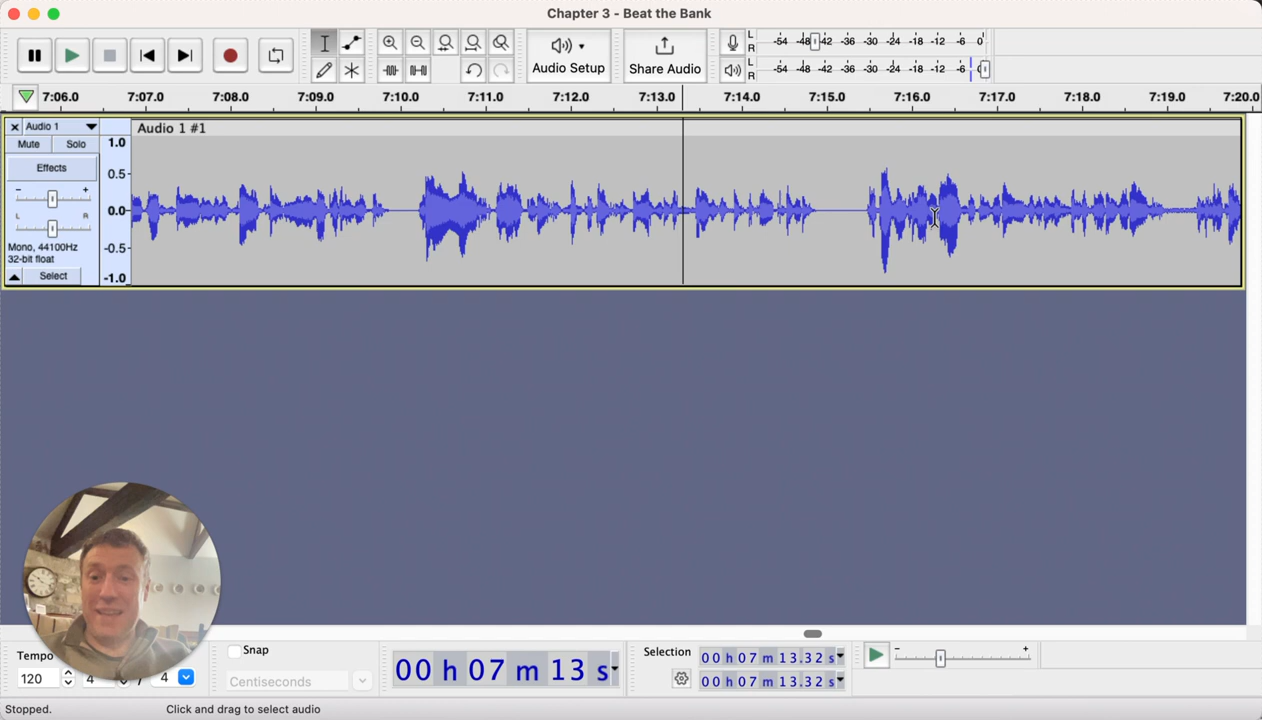 Chapter 3 - Beat the Bank
Audio Setup
Share Audio
L
R
-54 -48 -42 -36 -30 -24 -18 -12 -6 0
L
R
-54 -48 -42 -36 -30 -24 -18 -12 -6
7:06.0 7:07.0 7:08.0 7:09.0 7:10.0 7:11.0 7:12.0 7:13.0 7:14.0 7:15.0 7:16.0 7:17.0 7:18.0 7:19.0 7:20.0
Audio 1
Audio 1 #1
Mute Solo
Effects
- +
L R
Mono, 44100Hz
32-bit float
Select
1.0
0.5
0.0
-0.5
-1.0
Tempo
120
4 / 4
Snap
Centiseconds
00 h 07 m 13 s
Selection
00 h 07 m 13.32 s
00 h 07 m 13.32 s
- +
Stopped.
Click and drag to select audio